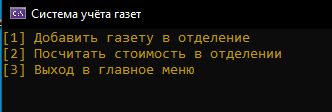 Система учёта газет
[1] Добавить газету в отделение
[2] Посчитать стоимость в отделении
[3] Выход в главное меню